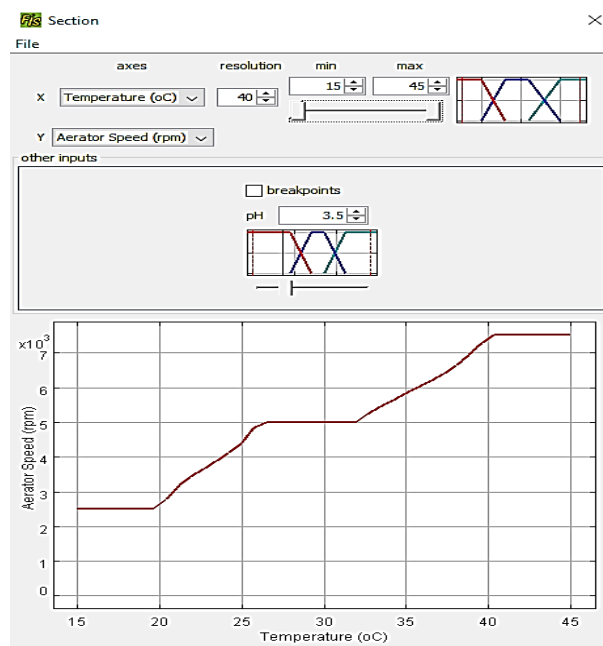 Fis Section
File
axes resolution min max
X Temperature (oC) 40 15 45
Y Aerator Speed (rpm)
other inputs
breakpoints
pH 3.5
x10³
7
6
5
4
3
2
1
0
Aerator Speed (rpm)
15 20 25 30 35 40 45
Temperature (oC)